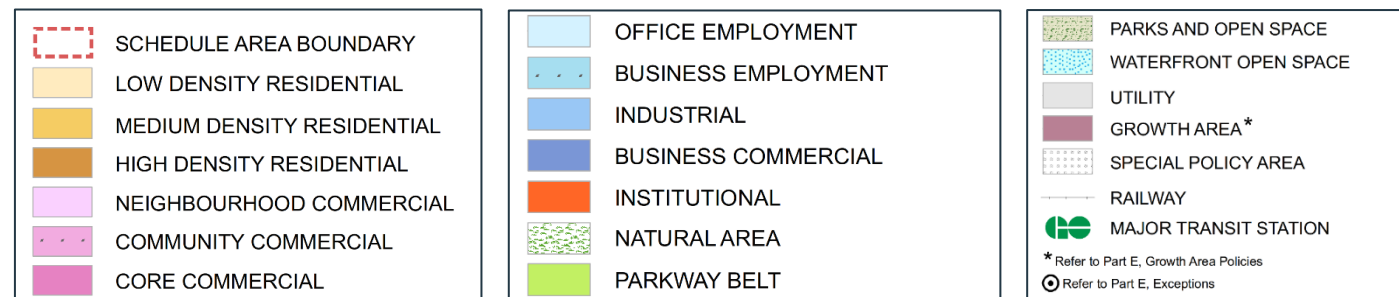 SCHEDULE AREA BOUNDARY
LOW DENSITY RESIDENTIAL
MEDIUM DENSITY RESIDENTIAL
HIGH DENSITY RESIDENTIAL
NEIGHBOURHOOD COMMERCIAL
COMMUNITY COMMERCIAL
CORE COMMERCIAL
OFFICE EMPLOYMENT
BUSINESS EMPLOYMENT
INDUSTRIAL
BUSINESS COMMERCIAL
INSTITUTIONAL
NATURAL AREA
PARKWAY BELT
PARKS AND OPEN SPACE
WATERFRONT OPEN SPACE
UTILITY
GROWTH AREA*
SPECIAL POLICY AREA
RAILWAY
GO MAJOR TRANSIT STATION
* Refer to Part E, Growth Area Policies
Refer to Part E, Exceptions